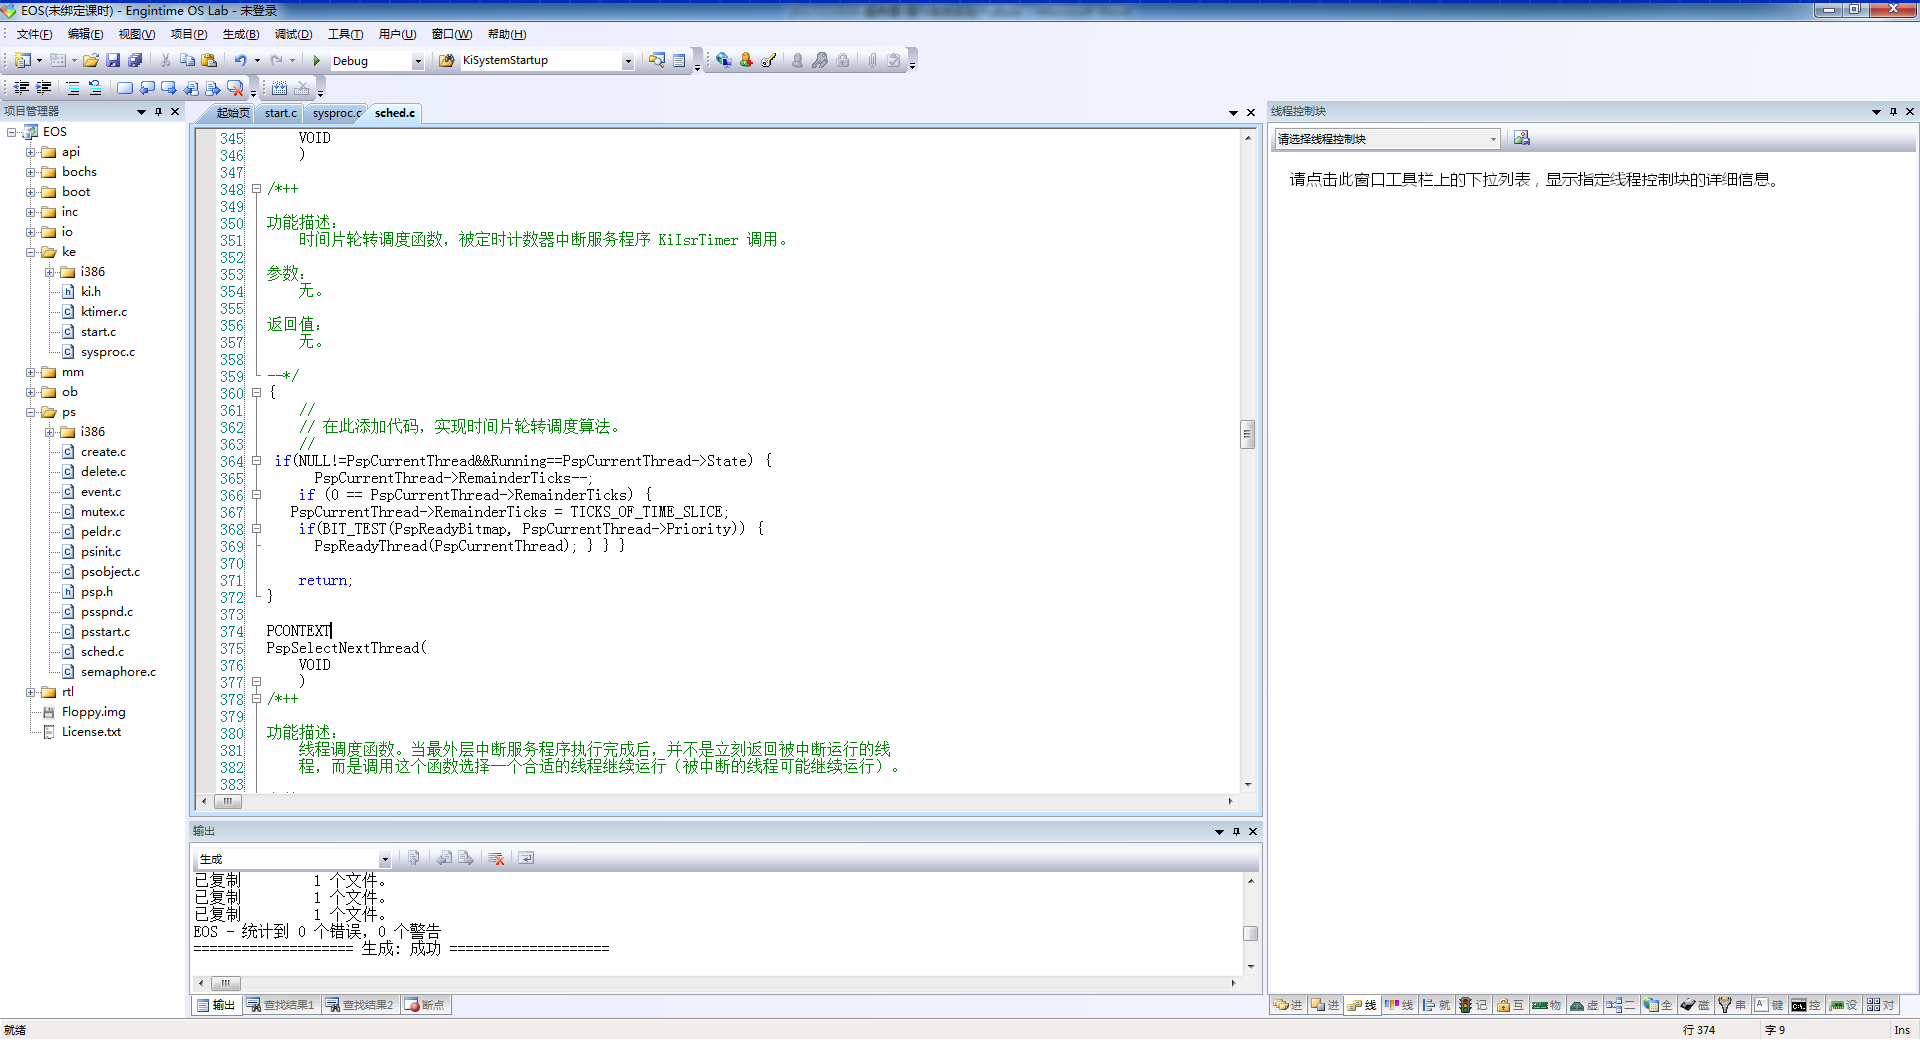 EOS(未绑定课时) - Engintime OS Lab - 未登录
文件(F) 编辑(E) 视图(V) 项目(P) 生成(B) 调试(D) 工具(T) 用户(U) 窗口(W) 帮助(H)
Debug KiSystemStartup
项目管理器
EOS
api
bochs
boot
inc
io
ke
i386
ki.h
ktimer.c
start.c
sysproc.c
mm
ob
ps
i386
create.c
delete.c
event.c
mutex.c
peldr.c
psinit.c
psobject.c
psp.h
psspnd.c
psstart.c
sched.c
semaphore.c
rtl
Floppy.img
License.txt
起始页 start.c sysproc.c sched.c
345 VOID
346 )
347
348 /*++
349
350 功能描述：
351 时间片轮转调度函数，被定时计数器中断服务程序 KiIsrTimer 调用。
352
353 参数：
354 无。
355
356 返回值：
357 无。
358
359 --*/
360 {
361 //
362 // 在此添加代码，实现时间片轮转调度算法。
363 //
364 if(NULL!=PspCurrentThread&&Running==PspCurrentThread->State) {
365 PspCurrentThread->RemainderTicks--;
366 if (0 == PspCurrentThread->RemainderTicks) {
367 PspCurrentThread->RemainderTicks = TICKS_OF_TIME_SLICE;
368 if(BIT_TEST(PspReadyBitmap, PspCurrentThread->Priority)) {
369 PspReadyThread(PspCurrentThread); } } }
370
371 return;
372 }
373
374 PCONTEXT
375 PspSelectNextThread(
376 VOID
377 )
378 /*++
379
380 功能描述：
381 线程调度函数。当最外层中断服务程序执行完成后，并不是立刻返回被中断运行的线
382 程，而是调用这个函数选择一个合适的线程继续运行（被中断的线程可能继续运行）。
383
输出
生成
已复制 1 个文件。
已复制 1 个文件。
已复制 1 个文件。
EOS - 统计到 0 个错误，0 个警告
==================== 生成: 成功 ====================
输出 查找结果1 查找结果2 断点
线程控制块
请选择线程控制块
请点击此窗口工具栏上的下拉列表，显示指定线程控制块的详细信息。
进 进 线 线 就 记 互 物 虚 二 全 磁 串 键 控 设 对
就绪 行 374 字 9 Ins